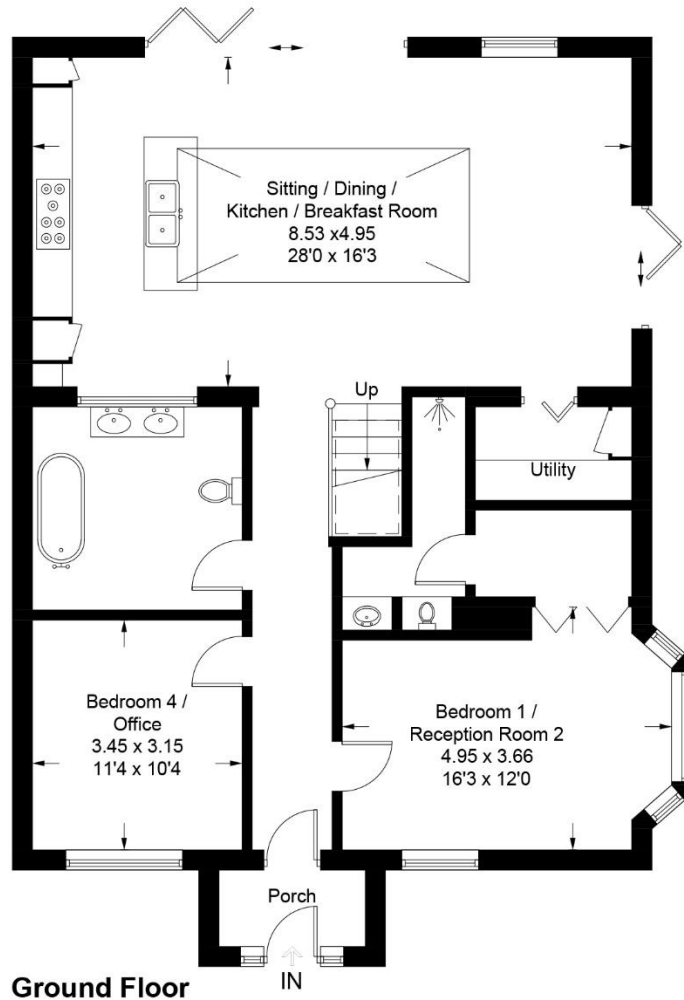 Sitting / Dining /
Kitchen / Breakfast Room
8.53 x4.95
28'0 x 16'3
Up
Utility
Bedroom 4 /
Office
3.45 x 3.15
11'4 x 10'4
Bedroom 1 /
Reception Room 2
4.95 x 3.66
16'3 x 12'0
Porch
IN
Ground Floor